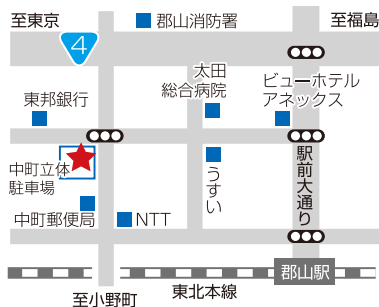 至東京
郡山消防署
至福島
4
太田
総合病院
ビューホテル
アネックス
東邦銀行
中町立体
駐車場
うすい
駅前大通り
中町郵便局
NTT
郡山駅
東北本線
至小野町